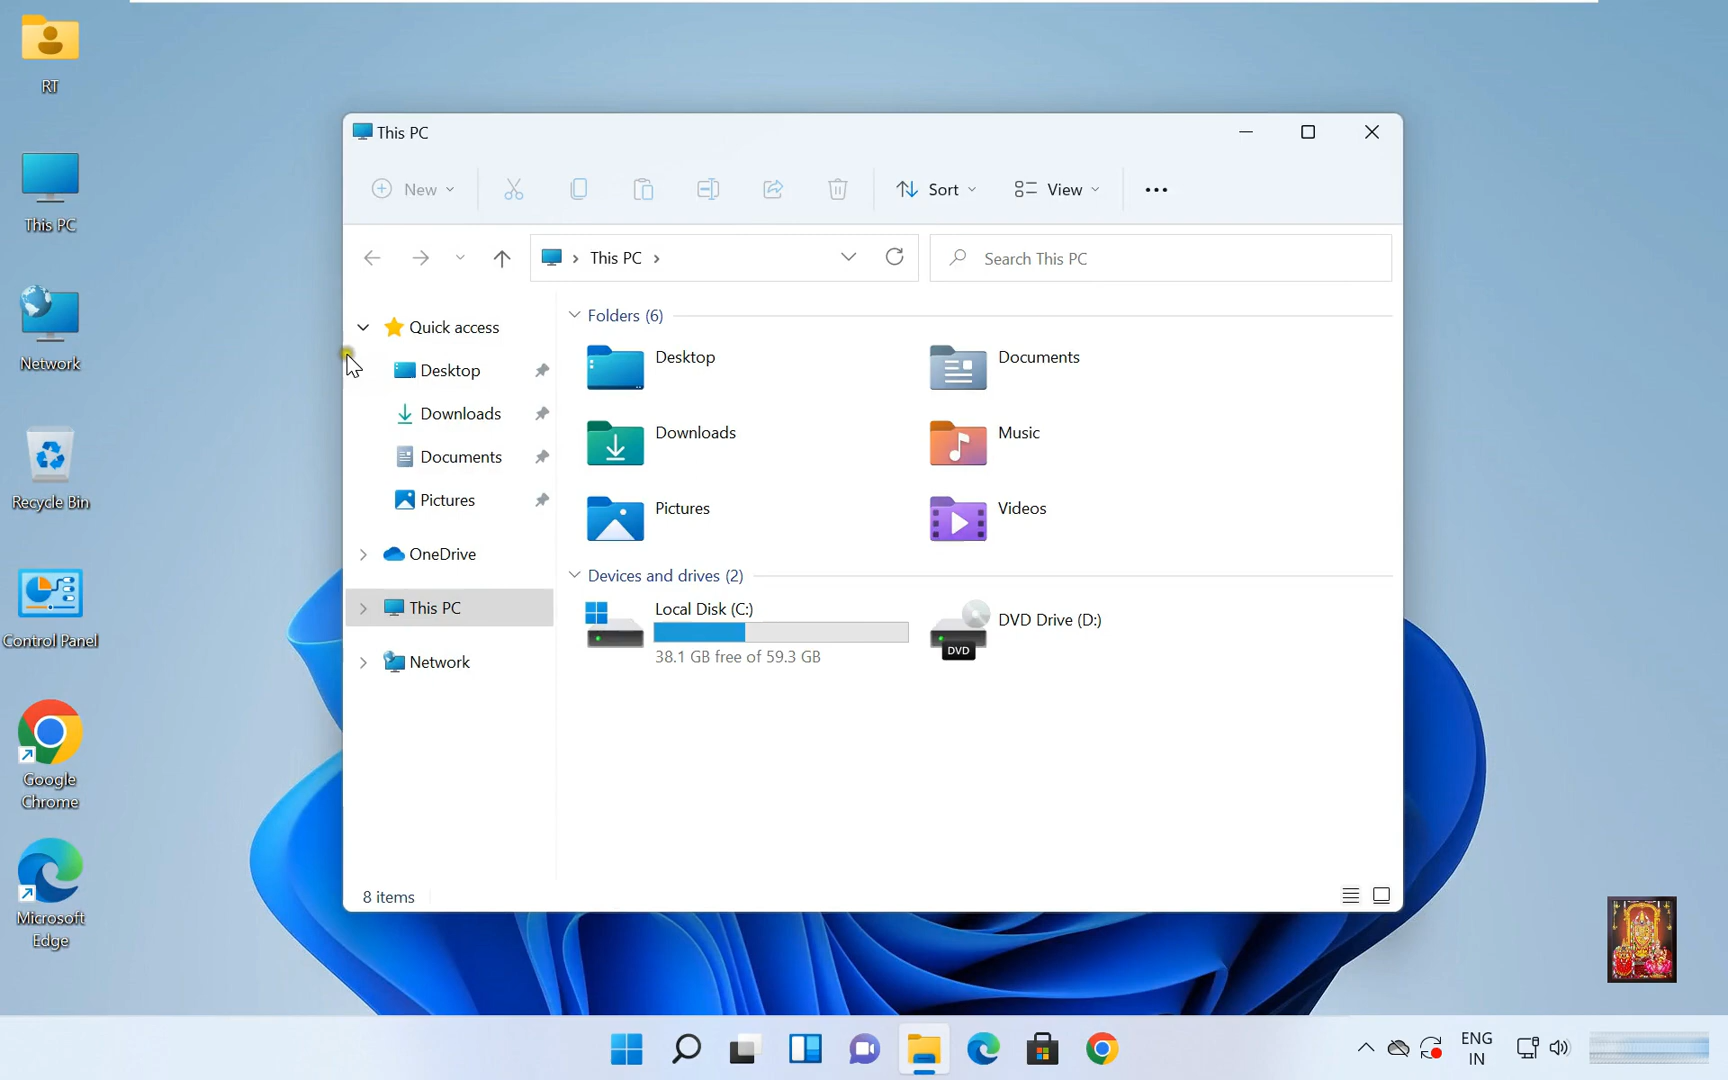 RT
This PC
Network
Recycle Bin
Control Panel
Google
Chrome
Microsoft
Edge
This PC
New
Sort
View
This PC
Search This PC
Quick access
Desktop
Downloads
Documents
Pictures
OneDrive
This PC
Network
Folders (6)
Desktop
Documents
Downloads
Music
Pictures
Videos
Devices and drives (2)
Local Disk (C:)
38.1 GB free of 59.3 GB
DVD Drive (D:)
DVD
8 items
ENG
IN